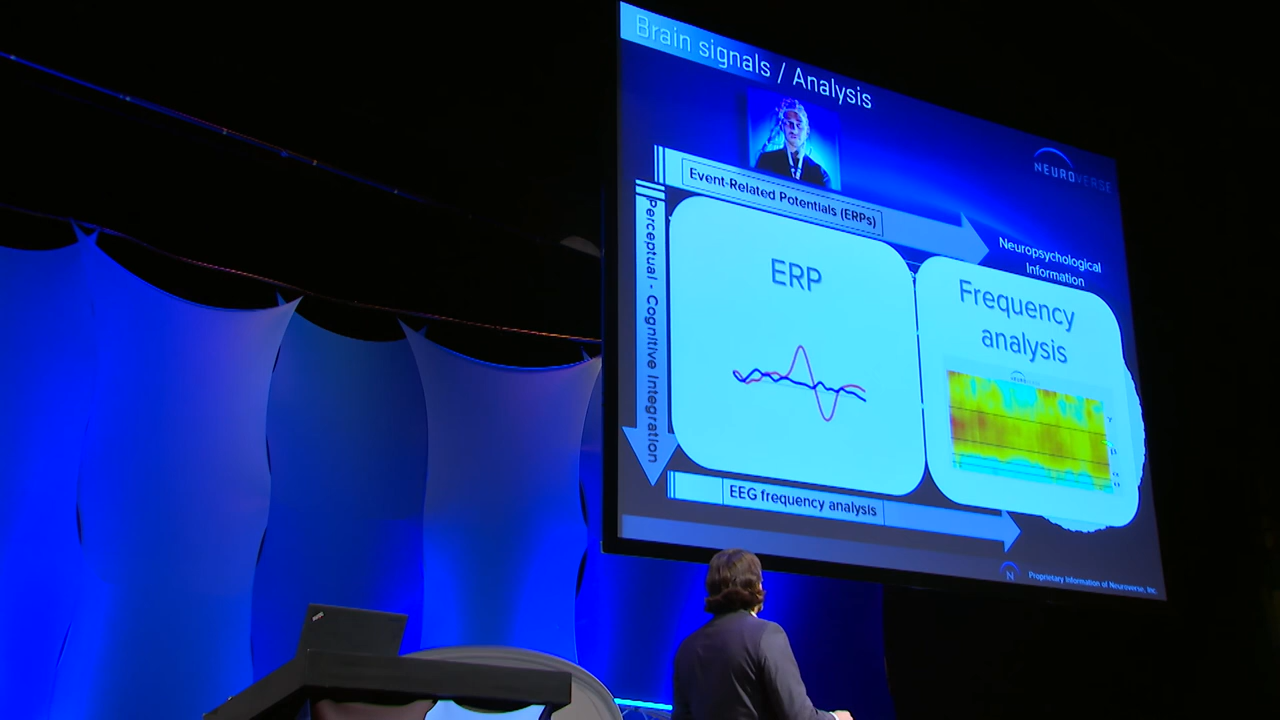 Brain signals / Analysis
NEUROVERSE
Event-Related Potentials (ERPs)
Neuropsychological
Information
Perceptual - Cognitive Integration
ERP
Frequency
analysis
EEG frequency analysis
N
Proprietary Information of Neuroverse, Inc.